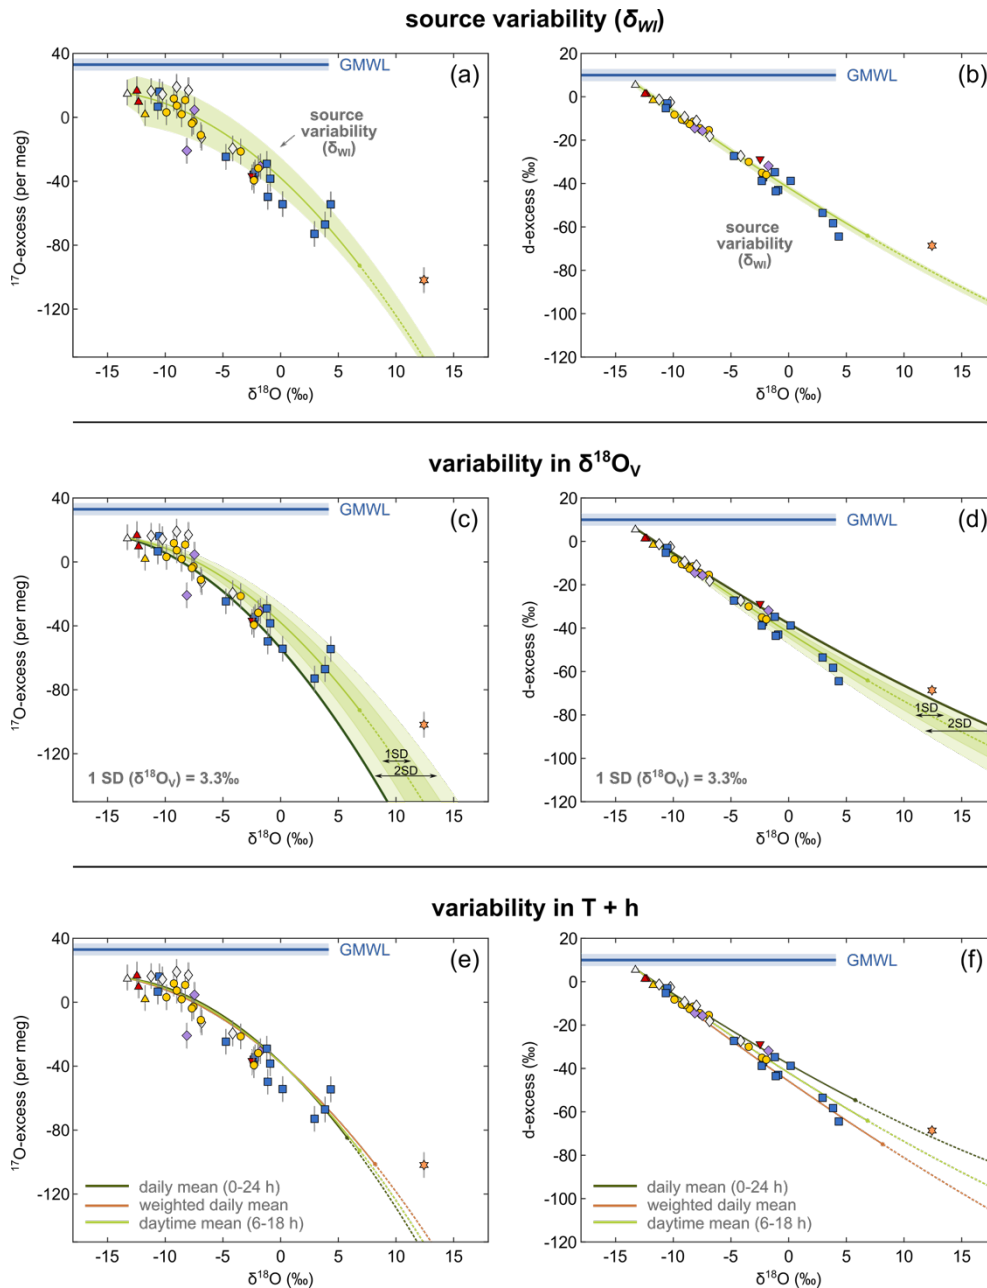 source variability (δWI)
40
0
-40
-80
-120
17O-excess (per meg)
GMWL
(a)
source
variability
(δWI)
-15
-10
-5
0
5
10
15
δ18O (‰)
20
0
-20
-40
-60
-80
-100
-120
d-excess (‰)
GMWL
(b)
source
variability
(δWI)
-15
-10
-5
0
5
10
15
δ18O (‰)
variability in δ18OV
40
0
-40
-80
-120
17O-excess (per meg)
GMWL
(c)
1SD
2SD
1 SD (δ18OV) = 3.3‰
-15
-10
-5
0
5
10
15
δ18O (‰)
20
0
-20
-40
-60
-80
-100
-120
d-excess (‰)
GMWL
(d)
1SD
2SD
1 SD (δ18OV) = 3.3‰
-15
-10
-5
0
5
10
15
δ18O (‰)
variability in T + h
40
0
-40
-80
-120
17O-excess (per meg)
GMWL
(e)
daily mean (0-24 h)
weighted daily mean
daytime mean (6-18 h)
-15
-10
-5
0
5
10
15
δ18O (‰)
20
0
-20
-40
-60
-80
-100
-120
d-excess (‰)
GMWL
(f)
daily mean (0-24 h)
weighted daily mean
daytime mean (6-18 h)
-15
-10
-5
0
5
10
15
δ18O (‰)